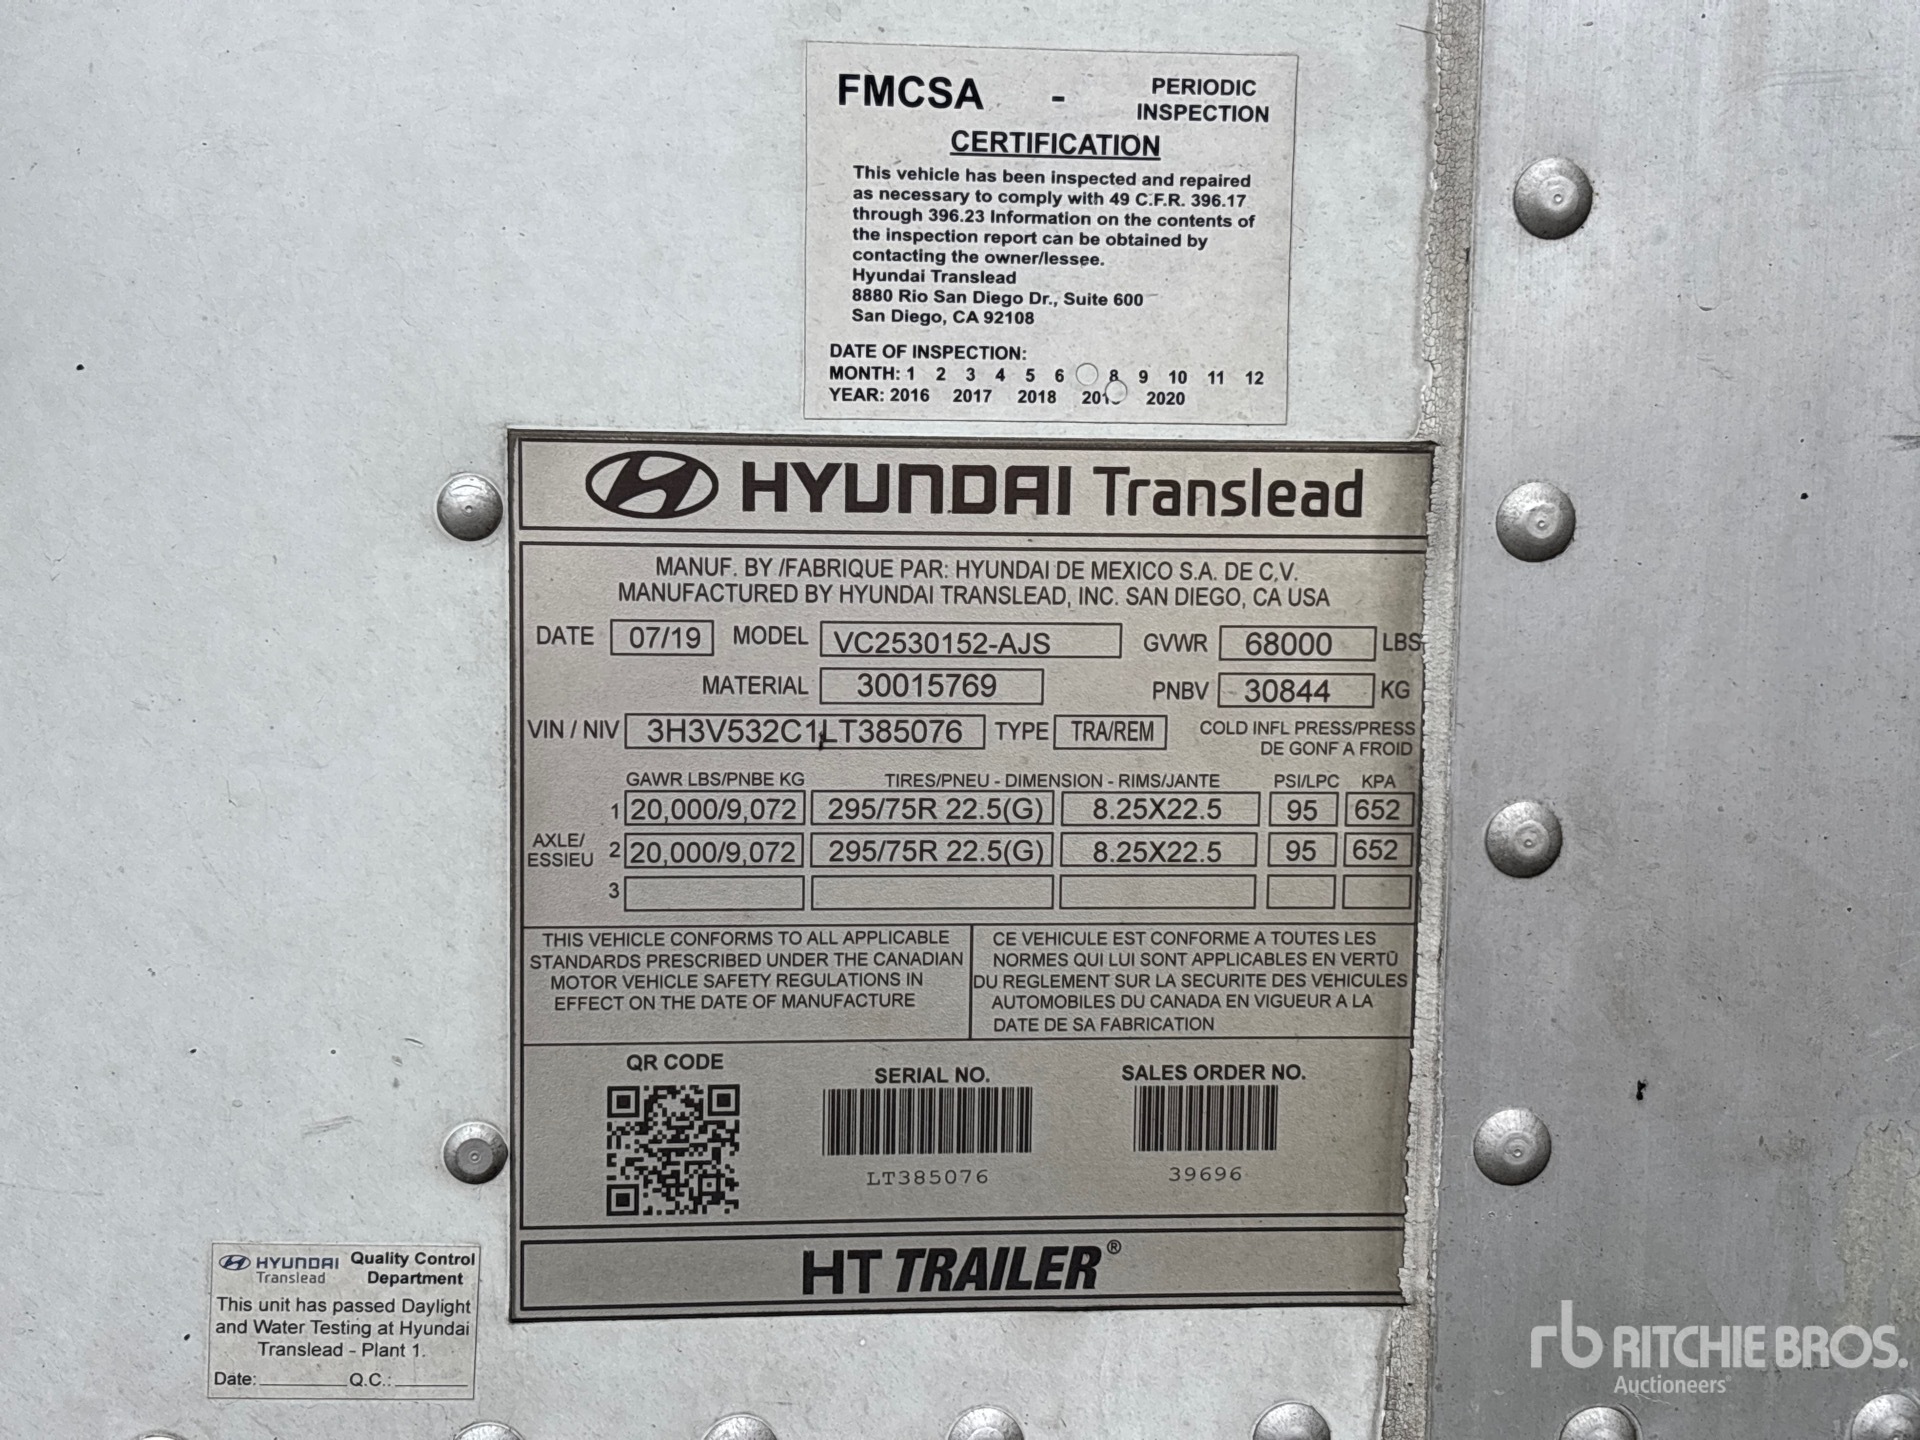 FMCSA - PERIODIC INSPECTION
CERTIFICATION
This vehicle has been inspected and repaired
as necessary to comply with 49 C.F.R. 396.17
through 396.23 Information on the contents of
the inspection report can be obtained by
contacting the owner/lessee.
Hyundai Translead
8880 Rio San Diego Dr., Suite 600
San Diego, CA 92108
DATE OF INSPECTION:
MONTH: 1 2 3 4 5 6 8 9 10 11 12
YEAR: 2016 2017 2018 2020
HYUNDAI Translead
MANUF. BY /FABRIQUE PAR: HYUNDAI DE MEXICO S.A. DE C.V.
MANUFACTURED BY HYUNDAI TRANSLEAD, INC. SAN DIEGO, CA USA
DATE 07/19 MODEL VC2530152-AJS GVWR 68000 LBS
MATERIAL 30015769 PNBV 30844 KG
VIN / NIV 3H3V532C1LT385076 TYPE TRA/REM COLD INFL PRESS/PRESS
DE GONF A FROID
GAWR LBS/PNBE KG TIRES/PNEU - DIMENSION - RIMS/JANTE PSI/LPC KPA
1 20,000/9,072 295/75R 22.5(G) 8.25X22.5 95 652
AXLE/
ESSIEU 2 20,000/9,072 295/75R 22.5(G) 8.25X22.5 95 652
3
THIS VEHICLE CONFORMS TO ALL APPLICABLE
STANDARDS PRESCRIBED UNDER THE CANADIAN
MOTOR VEHICLE SAFETY REGULATIONS IN
EFFECT ON THE DATE OF MANUFACTURE
CE VEHICULE EST CONFORME A TOUTES LES
NORMES QUI LUI SONT APPLICABLES EN VERTÛ
DU REGLEMENT SUR LA SECURITE DES VEHICULES
AUTOMOBILES DU CANADA EN VIGUEUR A LA
DATE DE SA FABRICATION
QR CODE
SERIAL NO.
LT385076
SALES ORDER NO.
39696
HT TRAILER®
HYUNDAI Translead
Quality Control
Department
This unit has passed Daylight
and Water Testing at Hyundai
Translead - Plant 1.
Date: Q.C.:
rb RITCHIE BROS.
Auctioneers